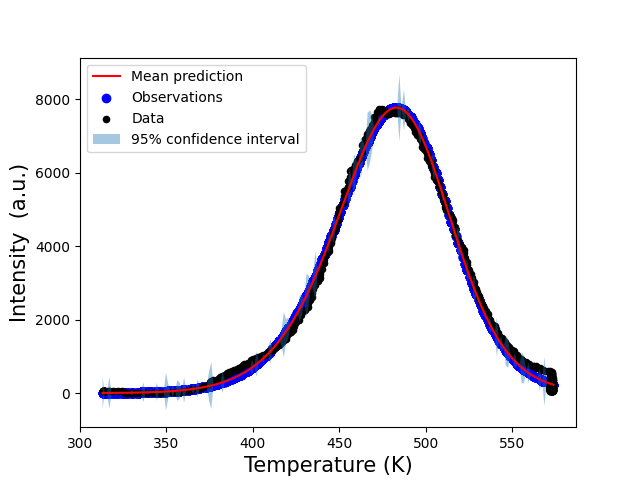 Mean prediction
Observations
Data
95% confidence interval
8000
6000
4000
2000
0
Intensity (a.u.)
300 350 400 450 500 550
Temperature (K)